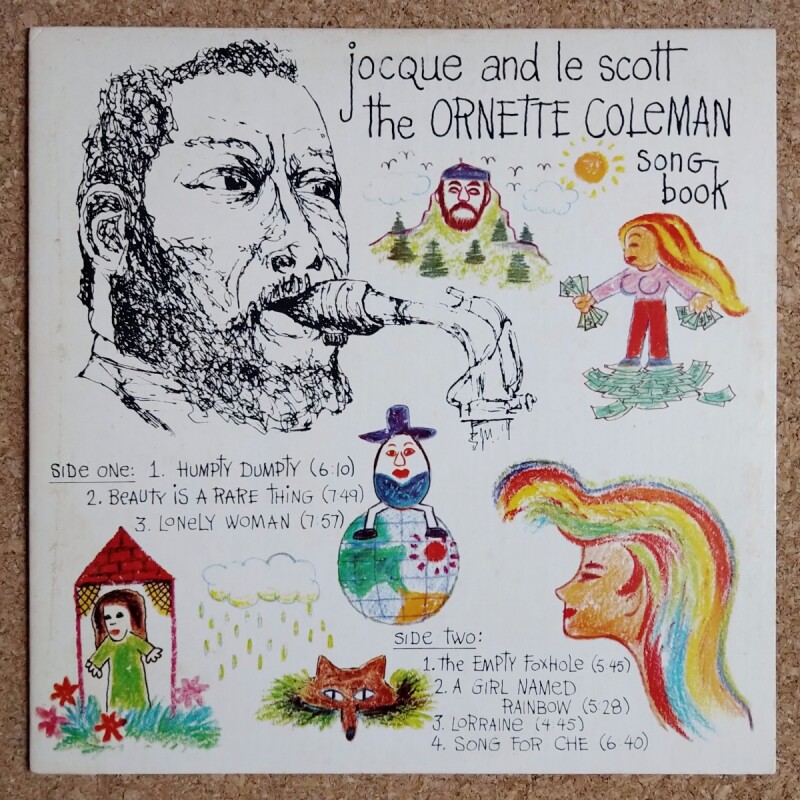 jocque and le scott
the ORNETTE COLEMAN
song
book
SIDE ONE: 1. HUMPTY DUMPTY (6:10)
2. BEAUTY IS A RARE THING (7:49)
3. LONELY WOMAN (7:57)
SIDE TWO:
1. the EMPTY FOXHOLE (5:45)
2. A GIRL NAMED
RAINBOW (5:28)
3. LORRAINE (4:45)
4. SONG FOR CHE (6:40)